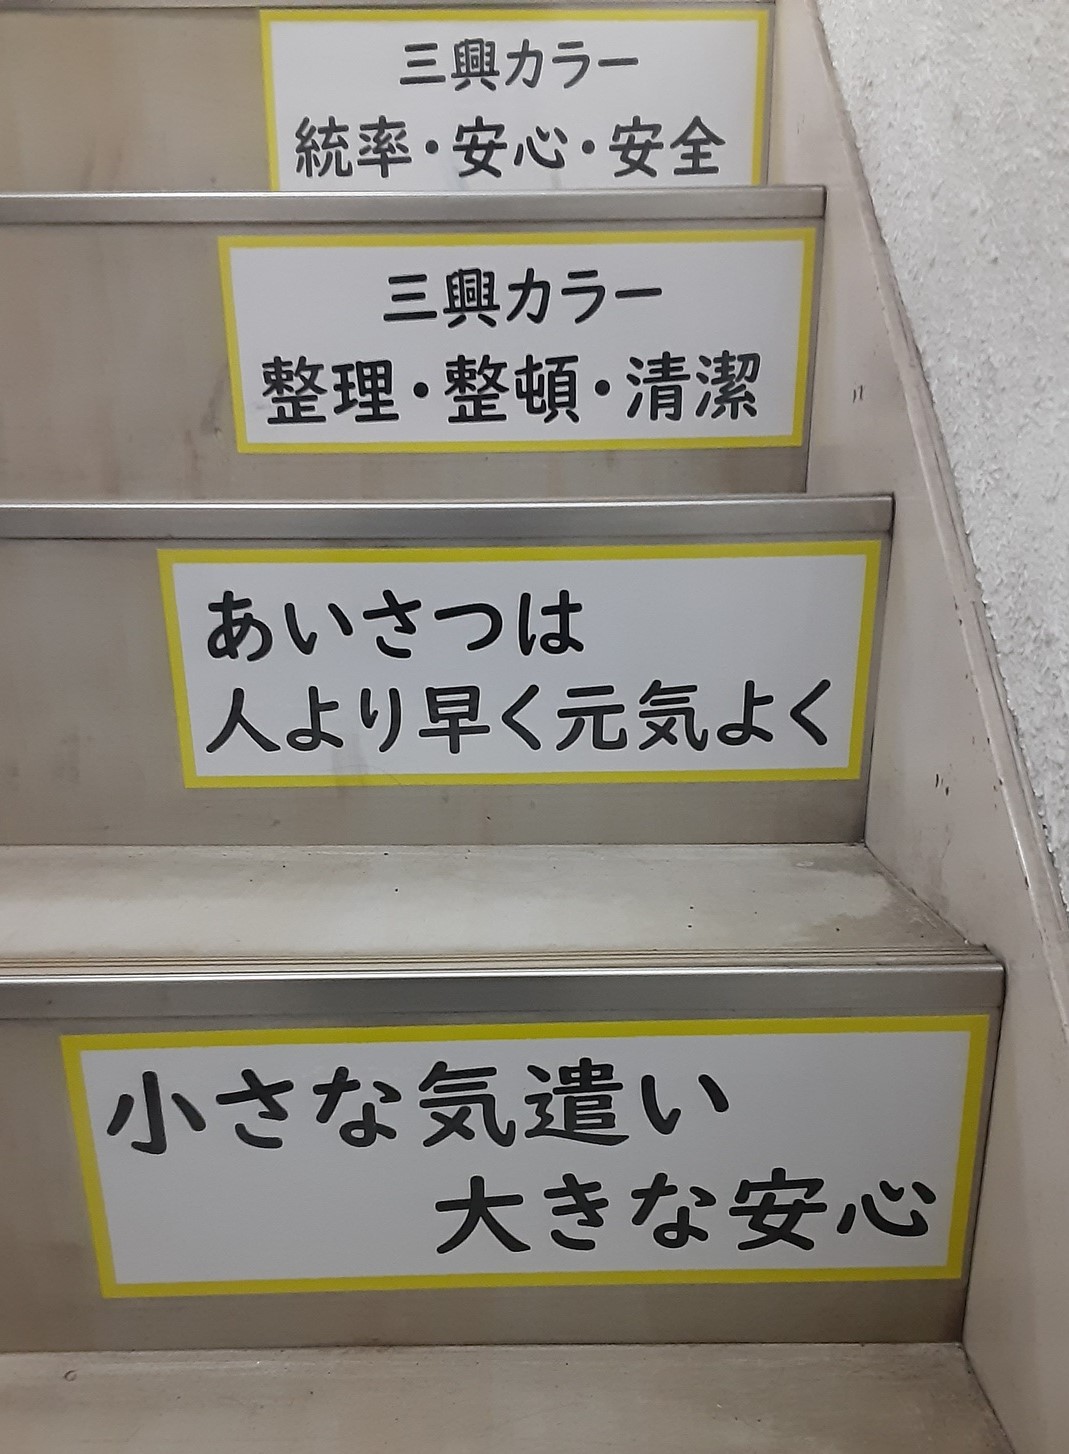 三興カラー
統率・安心・安全
三興カラー
整理・整頓・清潔
あいさつは
人より早く元気よく
小さな気遣い
大きな安心